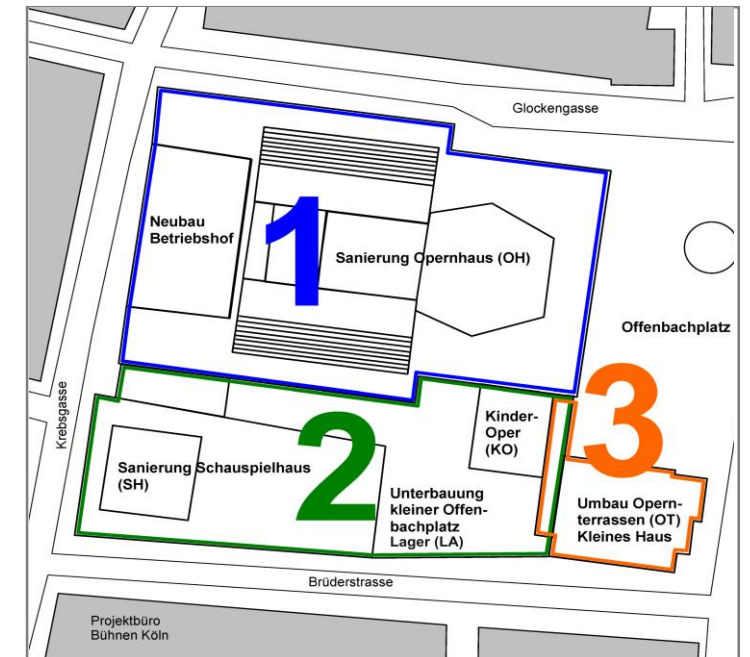 Glockengasse
1
Neubau
Betriebshof
Sanierung Opernhaus (OH)
Offenbachplatz
Krebsgasse
2
3
Kinder-
Oper
(KO)
Sanierung Schauspielhaus
(SH)
Unterbauung
kleiner Offen-
bachplatz
Lager (LA)
Umbau Opern-
terrassen (OT)
Kleines Haus
Brüderstrasse
Projektbüro
Bühnen Köln